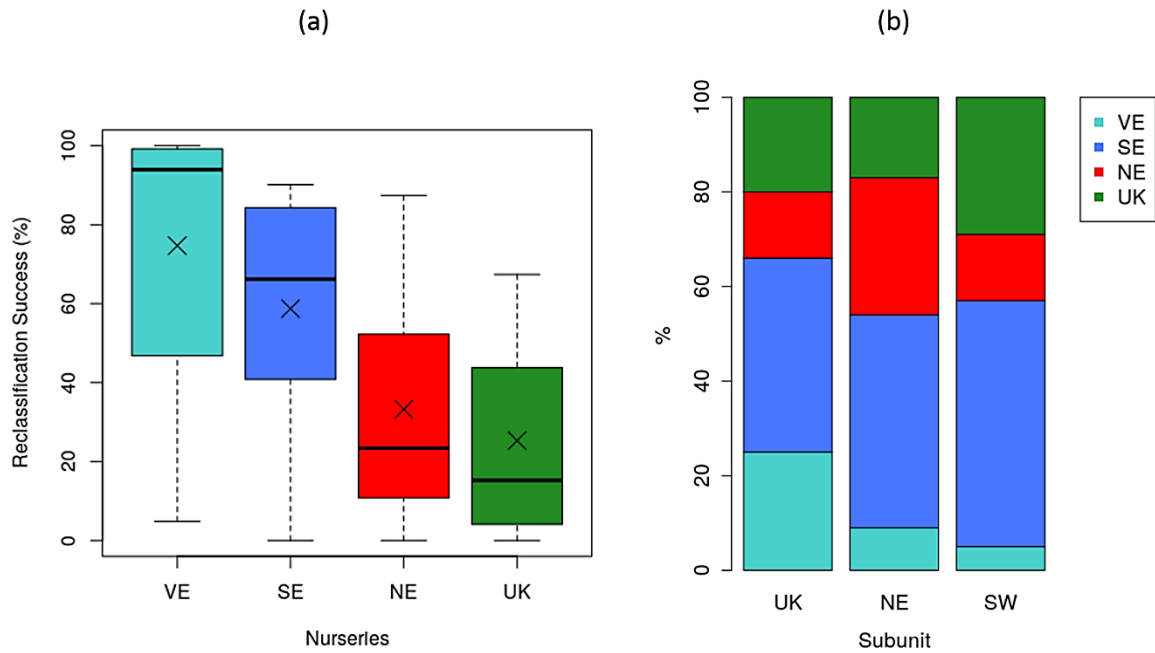 (a)
(b)
Reclassification Success (%)
100
80
60
40
20
0
VE SE NE UK
Nurseries
%
100
80
60
40
20
0
UK NE SW
Subunit
VE
SE
NE
UK